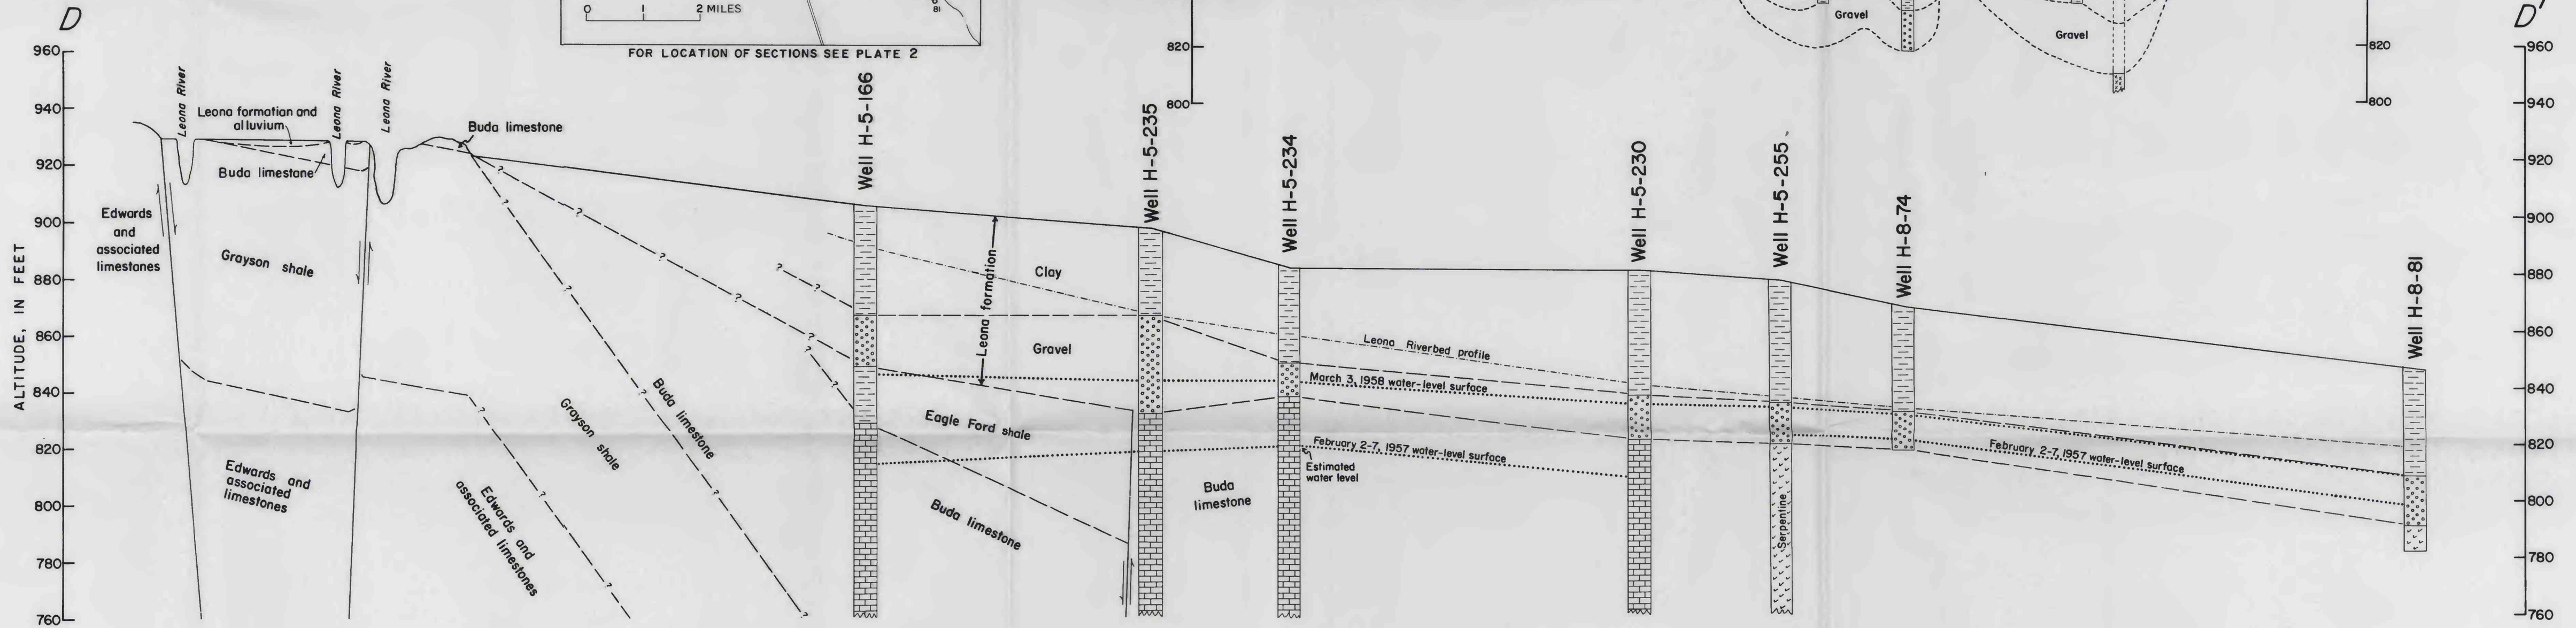 D
D'
0 1 2 MILES
81
FOR LOCATION OF SECTIONS SEE PLATE 2
820
800
Gravel
Gravel
820
800
ALTITUDE, IN FEET
960
940
920
900
880
860
840
820
800
780
760
Leona River
Leona River
Leona River
Leona formation and
alluvium
Buda limestone
Buda limestone
Edwards
and
associated
limestones
Grayson shale
Edwards and
associated
limestones
Edwards and
associated limestones
Grayson shale
Buda limestone
Well H-5-166
Well H-5-235
Well H-5-234
Well H-5-230
Well H-5-255
Well H-8-74
Well H-8-81
Leona formation
Clay
Gravel
Eagle Ford shale
Buda limestone
Buda
limestone
Leona Riverbed profile
March 3, 1958 water-level surface
February 2-7, 1957 water-level surface
Estimated
water level
Serpentine
February 2-7, 1957 water-level surface
960
940
920
900
880
860
840
820
800
780
760